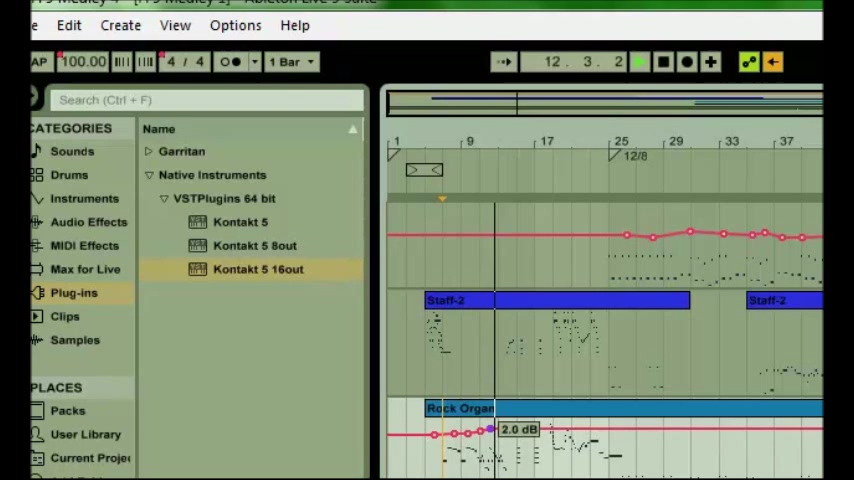 Edit Create View Options Help
AP 100.00 4 / 4 1 Bar 12 . 3 . 2
Search (Ctrl + F)
CATEGORIES
Sounds
Drums
Instruments
Audio Effects
MIDI Effects
Max for Live
Plug-ins
Clips
Samples
PLACES
Packs
User Library
Current Projec
Name
Garritan
Native Instruments
VSTPlugins 64 bit
Kontakt 5
Kontakt 5 8out
Kontakt 5 16out
1 9 17 25 29 33 37
12/8
Staff-2 Staff-2
Rock Organ
2.0 dB